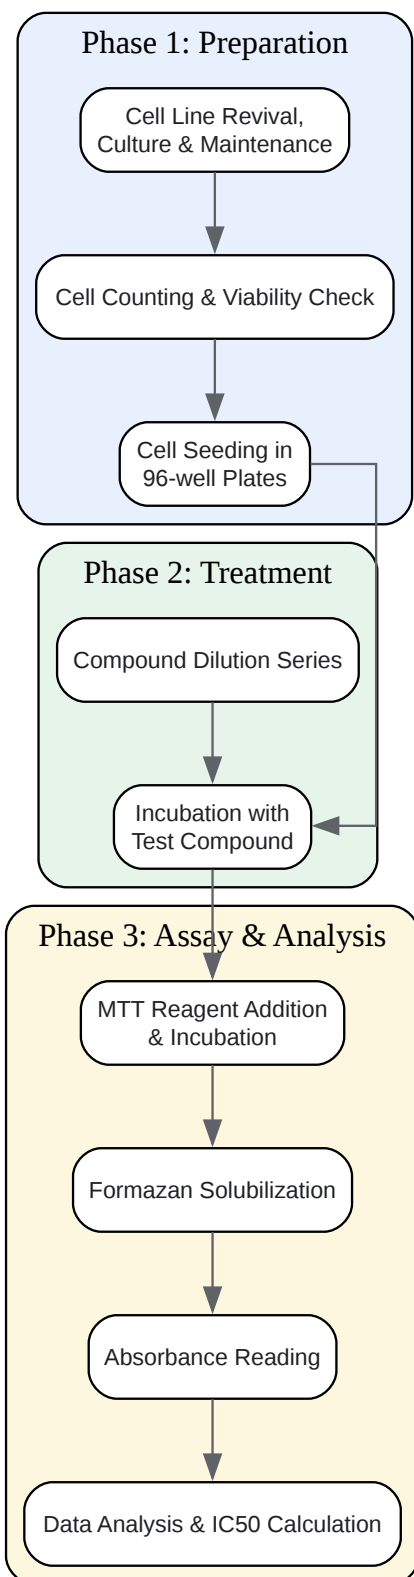 Phase 1: Preparation
Cell Line Revival,
Culture & Maintenance
Cell Counting & Viability Check
Cell Seeding in
96-well Plates
Phase 2: Treatment
Compound Dilution Series
Incubation with
Test Compound
Phase 3: Assay & Analysis
MTT Reagent Addition
& Incubation
Formazan Solubilization
Absorbance Reading
Data Analysis & IC50 Calculation